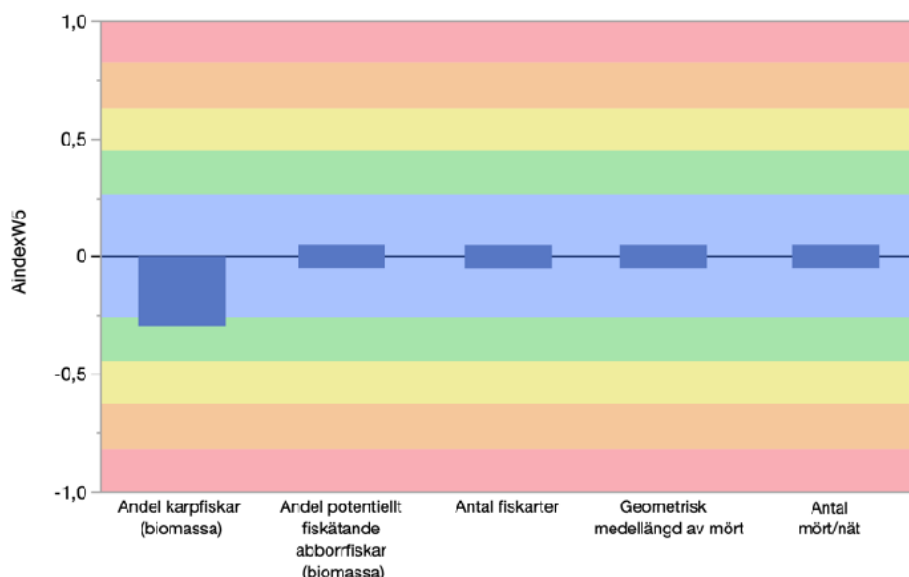 1,0
0,5
0
-0,5
-1,0
AindexW5
Andel karpfiskar
(biomassa)
Andel potentiellt
fiskätande
abborrfiskar
(biomassa)
Antal fiskarter
Geometrisk
medellängd av mört
Antal
mört/nät